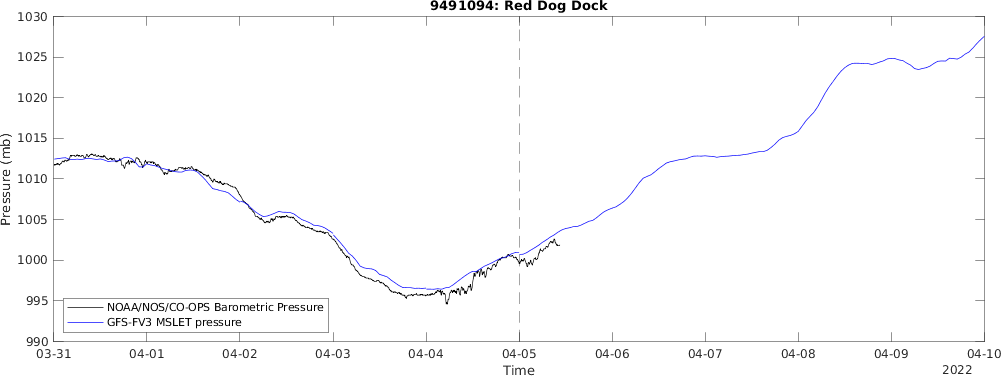 9491094: Red Dog Dock
Pressure (mb)
1030
1025
1020
1015
1010
1005
1000
995
990
NOAA/NOS/CO-OPS Barometric Pressure
GFS-FV3 MSLET pressure
03-31 04-01 04-02 04-03 04-04 04-05 04-06 04-07 04-08 04-09 04-10
Time
2022